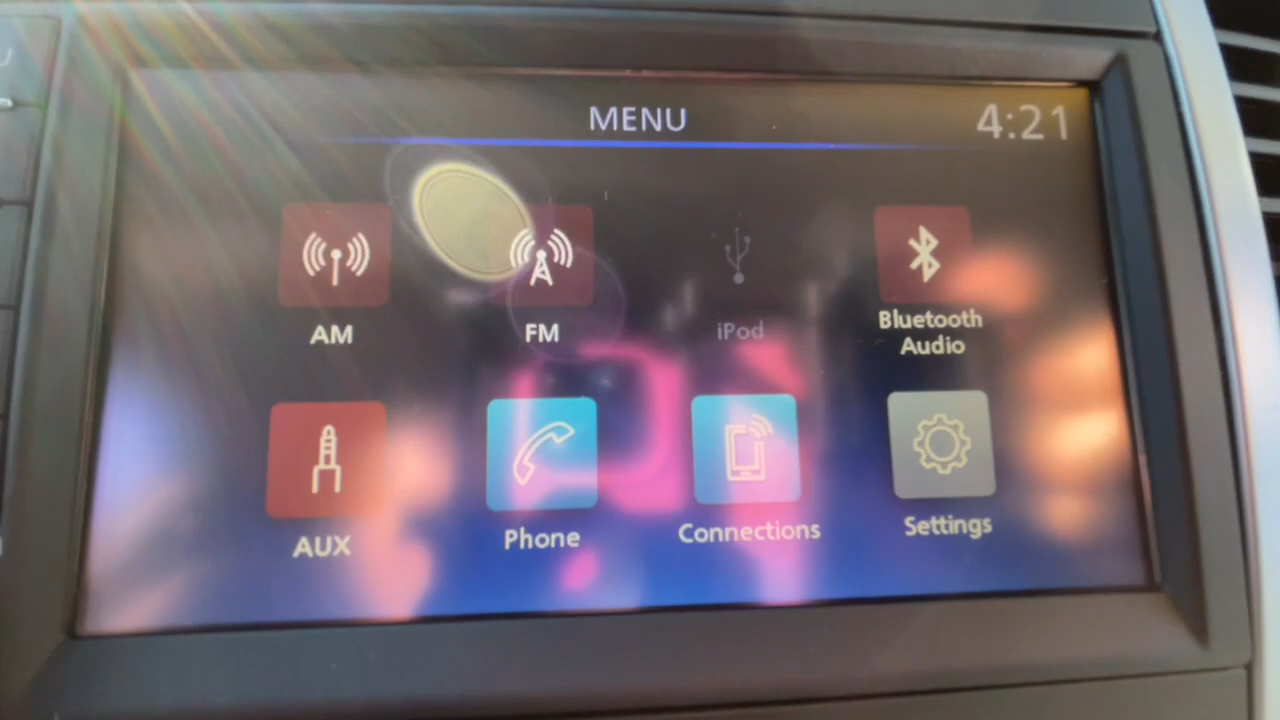 MENU
4:21
AM
FM
iPod
Bluetooth
Audio
AUX
Phone
Connections
Settings